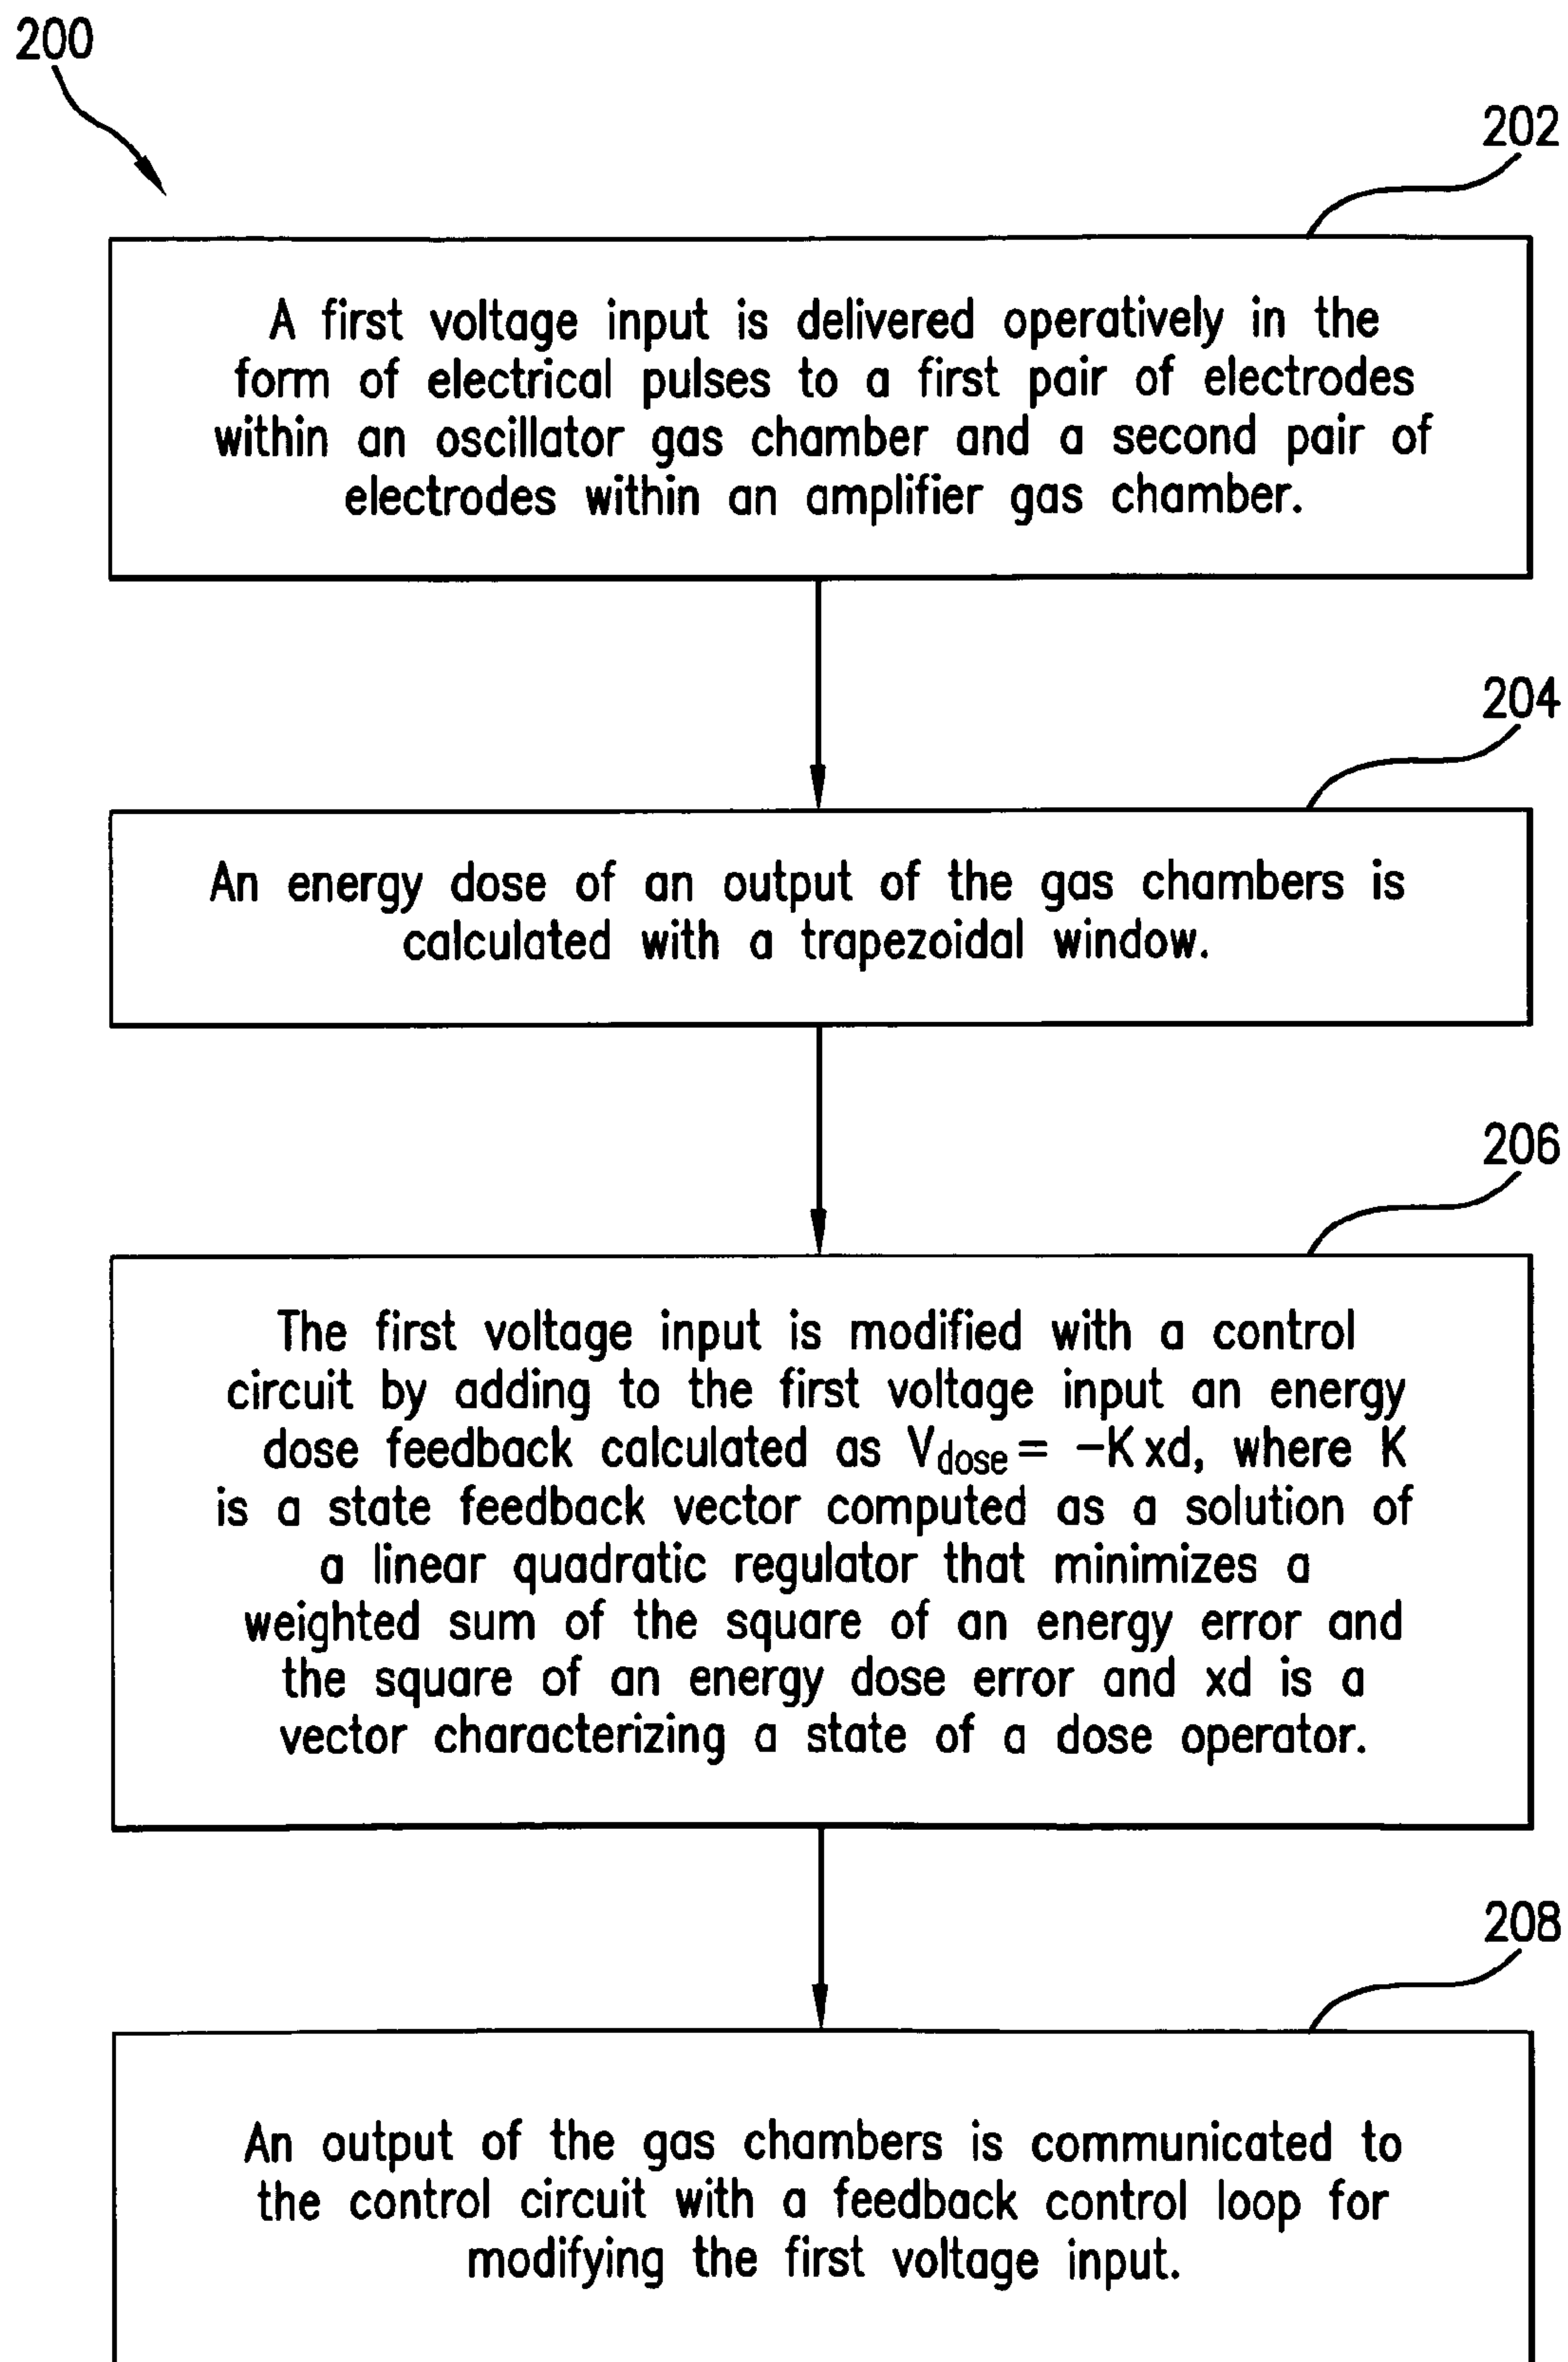 200
202
A first voltage input is delivered operatively in the
form of electrical pulses to a first pair of electrodes
within an oscillator gas chamber and a second pair of
electrodes within an amplifier gas chamber.
204
An energy dose of an output of the gas chambers is
calculated with a trapezoidal window.
206
The first voltage input is modified with a control
circuit by adding to the first voltage input an energy
dose feedback calculated as Vdose = -K xd, where K
is a state feedback vector computed as a solution of
a linear quadratic regulator that minimizes a
weighted sum of the square of an energy error and
the square of an energy dose error and xd is a
vector characterizing a state of a dose operator.
208
An output of the gas chambers is communicated to
the control circuit with a feedback control loop for
modifying the first voltage input.